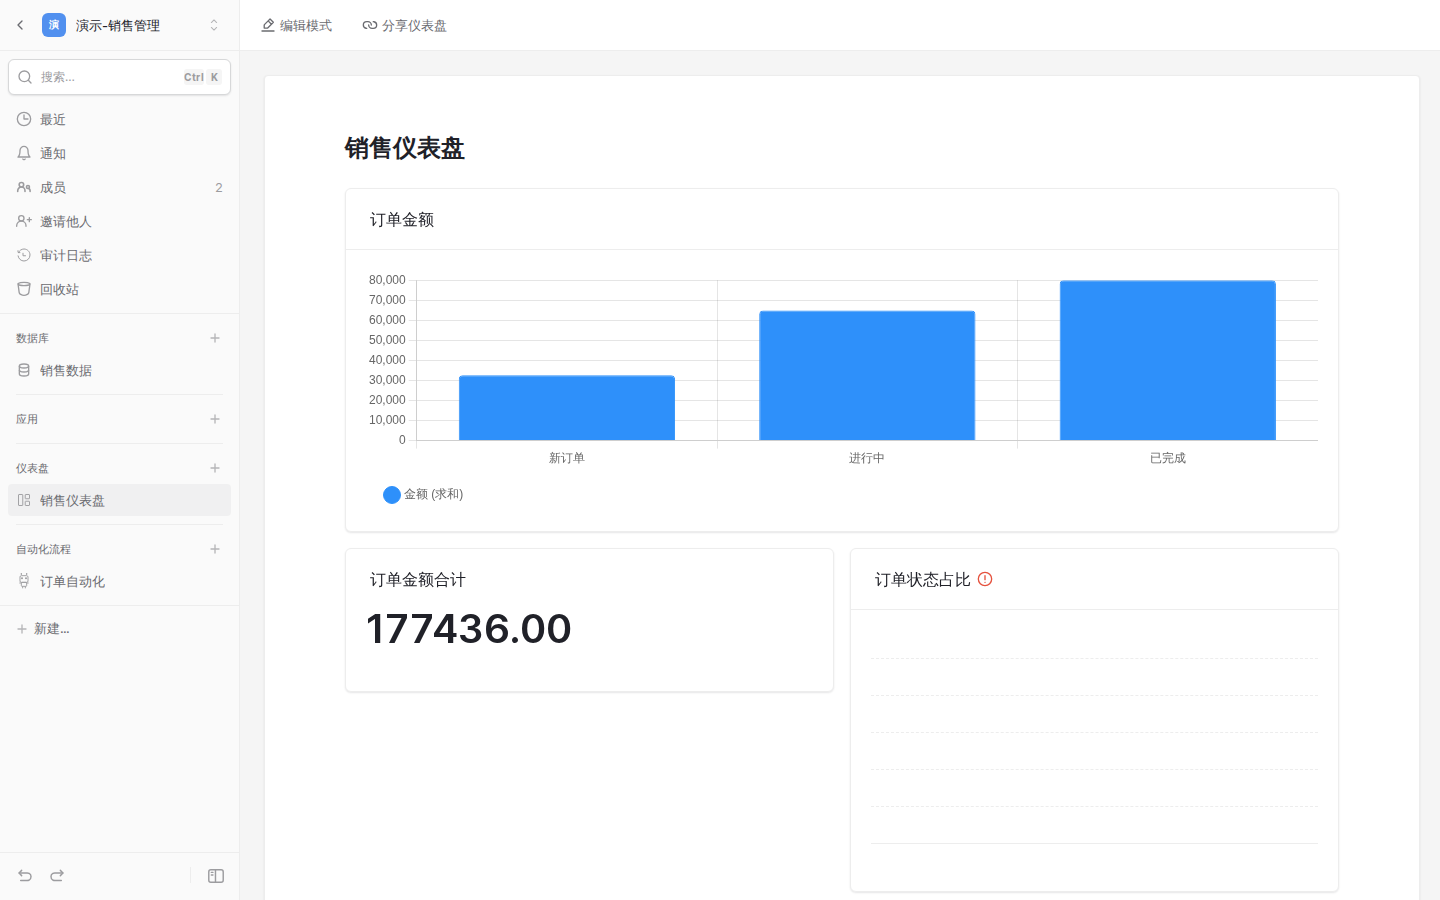 演 演示-销售管理
搜索... Ctrl K
最近
通知
成员 2
邀请他人
审计日志
回收站
数据库
销售数据
应用
仪表盘
销售仪表盘
自动化流程
订单自动化
新建...
编辑模式 分享仪表盘
销售仪表盘
订单金额
80,000
70,000
60,000
50,000
40,000
30,000
20,000
10,000
0
新订单 进行中 已完成
金额 (求和)
订单金额合计
177436.00
订单状态占比